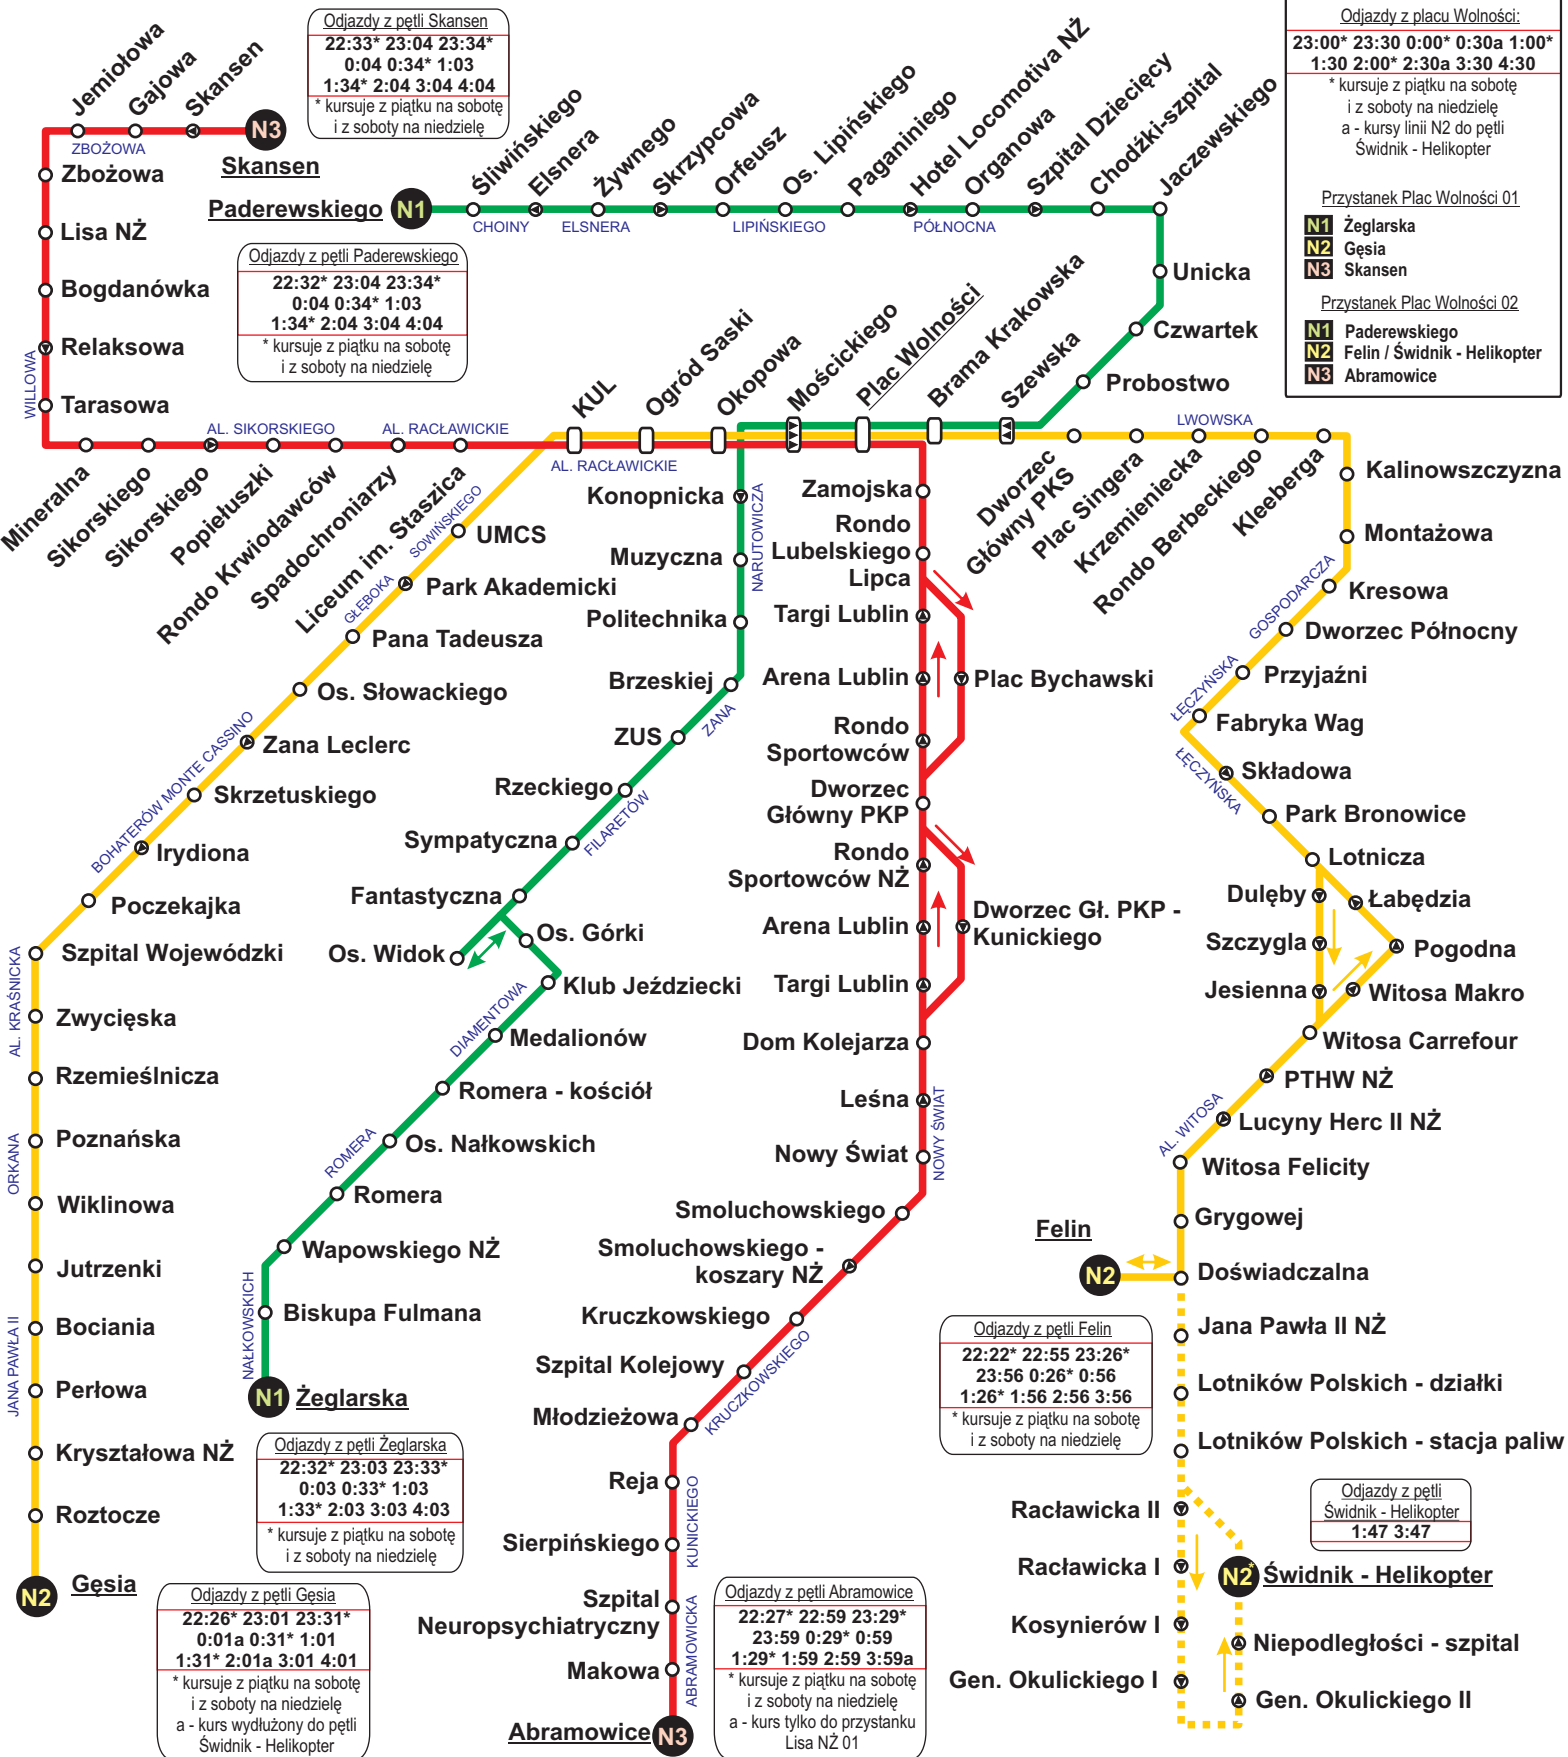 Odjazdy z pętli Skansen
22:33* 23:04 23:34*
0:04 0:34* 1:03
1:34* 2:04 3:04 4:04
* kursuje z piątku na sobotę
i z soboty na niedzielę
Odjazdy z placu Wolności:
23:00* 23:30 0:00* 0:30a 1:00*
1:30 2:00* 2:30a 3:30 4:30
* kursuje z piątku na sobotę
i z soboty na niedzielę
a - kursy linii N2 do pętli
Świdnik - Helikopter
Przystanek Plac Wolności 01
N1 Żeglarska
N2 Gęsia
N3 Skansen
Przystanek Plac Wolności 02
N1 Paderewskiego
N2 Felin / Świdnik - Helikopter
N3 Abramowice
Jemiołowa
Gajowa
Skansen
N3
Skansen
ZBOŻOWA
Zbożowa
Lisa NŻ
Bogdanówka
Relaksowa
WILLOWA
Tarasowa
Paderewskiego
N1
Śliwińskiego
Elsnera
Żywnego
Skrzypcowa
Orfeusz
Os. Lipińskiego
Paganiniego
Hotel Locomotiva NŻ
Organowa
Szpital Dziecięcy
Chodźki-szpital
Jaczewskiego
CHOINY
ELSNERA
LIPIŃSKIEGO
PÓŁNOCNA
Unicka
Czwartek
Probostwo
Odjazdy z pętli Paderewskiego
22:32* 23:04 23:34*
0:04 0:34* 1:03
1:34* 2:04 3:04 4:04
* kursuje z piątku na sobotę
i z soboty na niedzielę
KUL
Ogród Saski
Okopowa
Mościckiego
Plac Wolności
Brama Krakowska
Szewska
AL. SIKORSKIEGO
AL. RACŁAWICKIE
AL. RACŁAWICKIE
LWOWSKA
Mineralna
Sikorskiego
Sikorskiego
Popiełuszki
Rondo Krwiodawców
Spadochroniarzy
Liceum im. Staszica
Dworzec
Główny PKS
Plac Singera
Krzemieniecka
Rondo Berbeckiego
Kleeberga
Kalinowszczyzna
Montażowa
Kresowa
GOSPODARCZA
Dworzec Północny
Przyjaźni
ŁĘCZYŃSKA
Fabryka Wag
ŁĘCZYŃSKA
Składowa
Park Bronowice
Lotnicza
Dulęby
Łabędzia
Szczygla
Pogodna
Jesienna
Witosa Makro
Witosa Carrefour
PTHW NŻ
AL. WITOSA
Lucyny Herc II NŻ
Witosa Felicity
Grygowej
Felin
N2
Doświadczalna
Jana Pawła II NŻ
Lotników Polskich - działki
Lotników Polskich - stacja paliw
Racławicka II
Racławicka I
Kosynierów I
Gen. Okulickiego I
Gen. Okulickiego II
Niepodległości - szpital
N2*
Świdnik - Helikopter
Odjazdy z pętli
Świdnik - Helikopter
1:47 3:47
Odjazdy z pętli Felin
22:22* 22:55 23:26*
23:56 0:26* 0:56
1:26* 1:56 2:56 3:56
* kursuje z piątku na sobotę
i z soboty na niedzielę
SOWIŃSKIEGO
UMCS
GŁĘBOKA
Park Akademicki
Pana Tadeusza
Os. Słowackiego
Zana Leclerc
BOHATERÓW MONTE CASSINO
Skrzetuskiego
Irydiona
Poczekajka
Szpital Wojewódzki
AL. KRAŚNICKA
Zwycięska
Rzemieślnicza
Poznańska
ORKANA
Wiklinowa
Jutrzenki
Bociania
JANA PAWŁA II
Perłowa
Kryształowa NŻ
Roztocze
N2
Gęsia
Odjazdy z pętli Gęsia
22:26* 23:01 23:31*
0:01a 0:31* 1:01
1:31* 2:01a 3:01 4:01
* kursuje z piątku na sobotę
i z soboty na niedzielę
a - kurs wydłużony do pętli
Świdnik - Helikopter
Konopnicka
NARUTOWICZA
Muzyczna
Politechnika
Brzeskiej
ZANA
ZUS
Rzeckiego
FILARETÓW
Sympatyczna
Fantastyczna
Os. Widok
Os. Górki
Klub Jeździecki
DIAMENTOWA
Medalionów
Romera - kościół
Os. Nałkowskich
ROMERA
Romera
Wapowskiego NŻ
NAŁKOWSKICH
Biskupa Fulmana
N1
Żeglarska
Odjazdy z pętli Żeglarska
22:32* 23:03 23:33*
0:03 0:33* 1:03
1:33* 2:03 3:03 4:03
* kursuje z piątku na sobotę
i z soboty na niedzielę
Zamojska
Rondo
Lubelskiego
Lipca
Targi Lublin
Arena Lublin
Plac Bychawski
Rondo
Sportowców
Dworzec
Główny PKP
Rondo
Sportowców NŻ
Arena Lublin
Dworzec Gł. PKP -
Kunickiego
Targi Lublin
Dom Kolejarza
Leśna
NOWY ŚWIAT
Nowy Świat
Smoluchowskiego
Smoluchowskiego -
koszary NŻ
Kruczkowskiego
Szpital Kolejowy
KRUCZKOWSKIEGO
Młodzieżowa
Reja
KUNICKIEGO
Sierpińskiego
Szpital
Neuropsychiatryczny
ABRAMOWICKA
Makowa
Abramowice
N3
Odjazdy z pętli Abramowice
22:27* 22:59 23:29*
23:59 0:29* 0:59
1:29* 1:59 2:59 3:59a
* kursuje z piątku na sobotę
i z soboty na niedzielę
a - kurs tylko do przystanku
Lisa NŻ 01